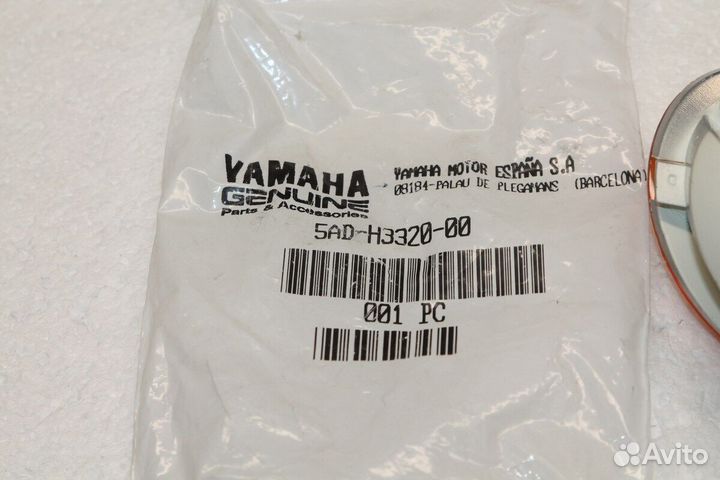 YAMAHA
GENUINE
Parts & Accessories
YAMAHA MOTOR ESPAÑA S.A
08184-PALAU DE PLEGAMANS (BARCELONA)
5AD-H3320-00
001 PC
Avito